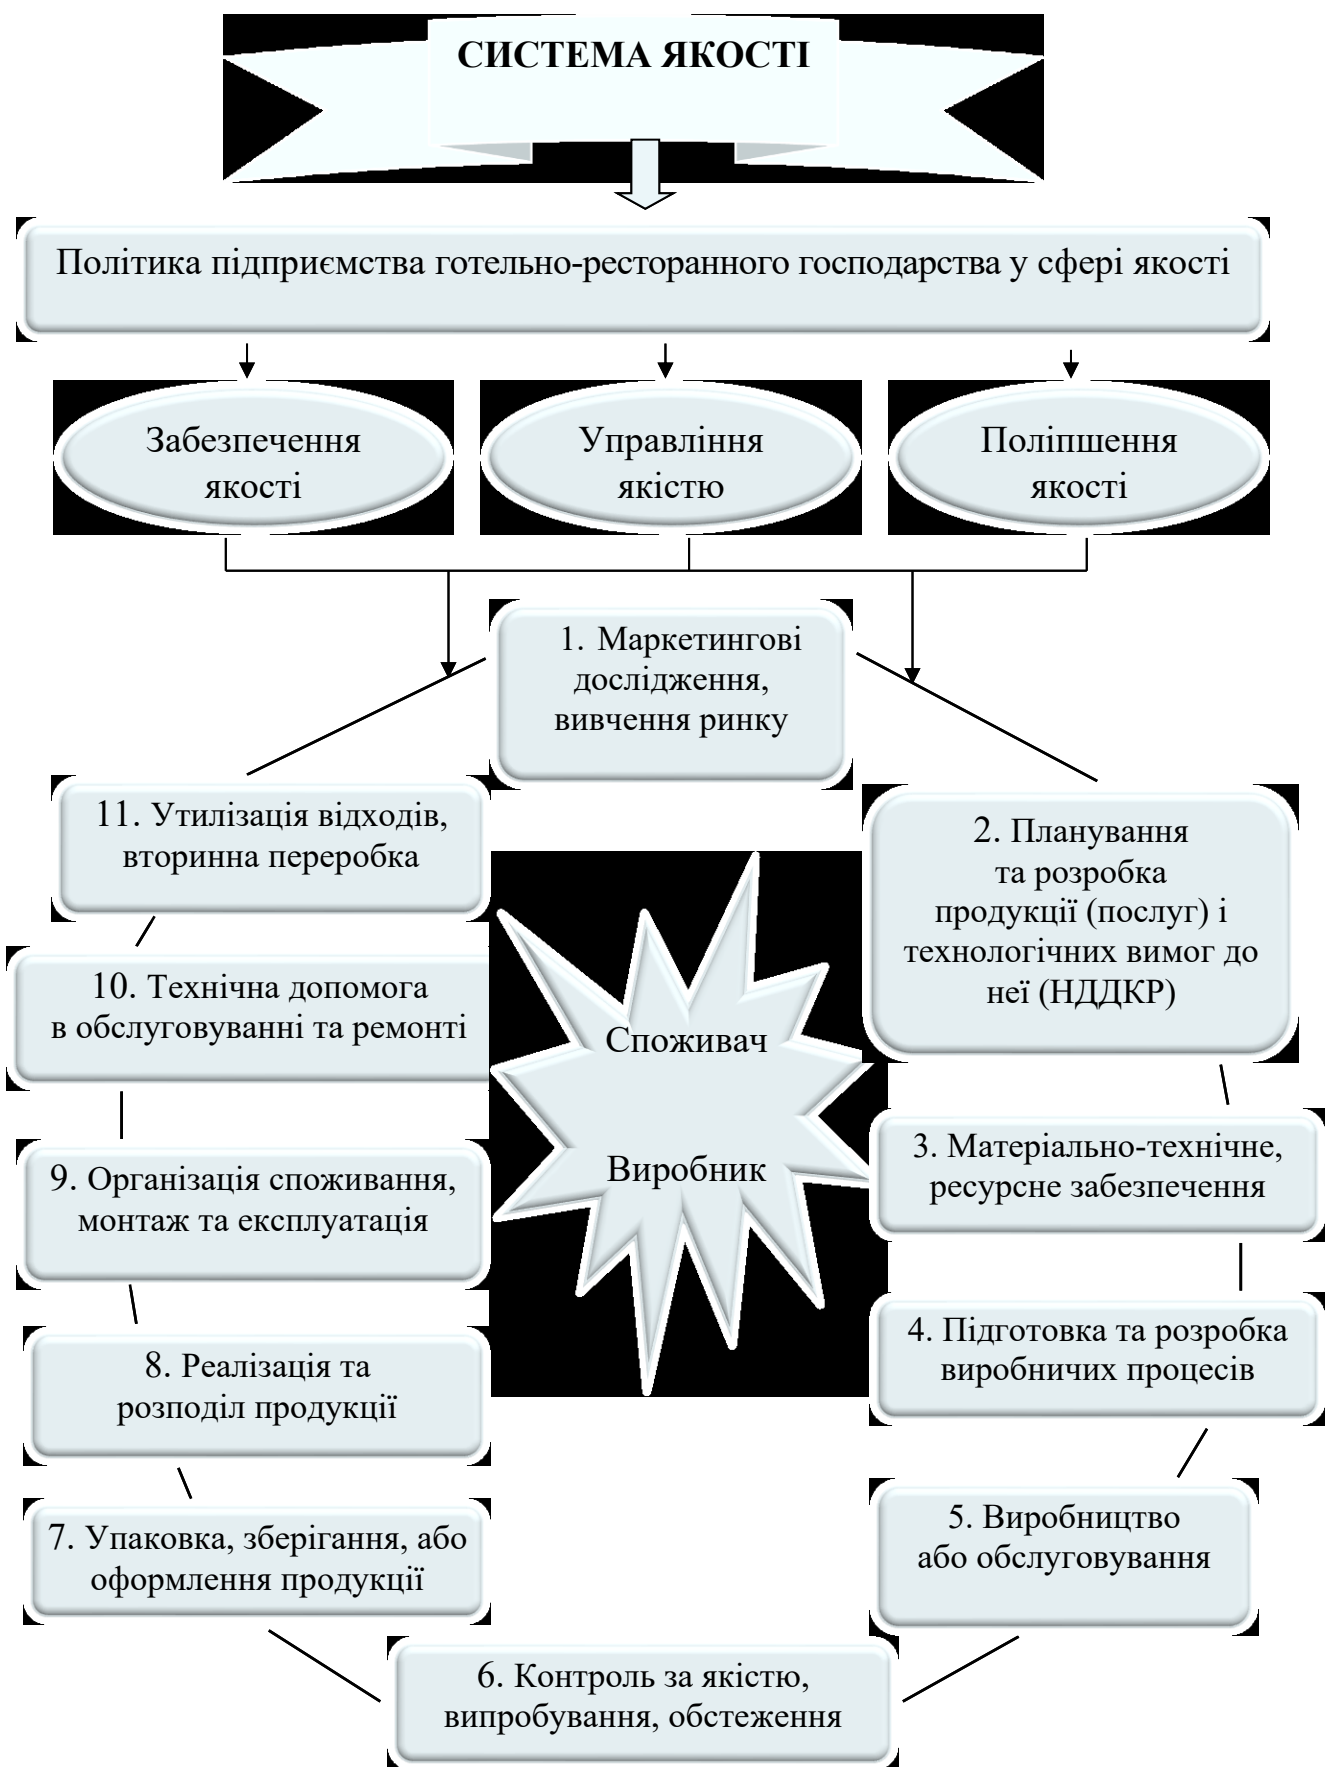 СИСТЕМА ЯКОСТІ
Політика підприємства готельно-ресторанного господарства у сфері якості
Забезпечення
якості
Управління
якістю
Поліпшення
якості
1. Маркетингові
дослідження,
вивчення ринку
2. Планування
та розробка
продукції (послуг) і
технологічних вимог до
неї (НДДКР)
3. Матеріально-технічне,
ресурсне забезпечення
4. Підготовка та розробка
виробничих процесів
5. Виробництво
або обслуговування
6. Контроль за якістю,
випробування, обстеження
7. Упаковка, зберігання, або
оформлення продукції
8. Реалізація та
розподіл продукції
9. Організація споживання,
монтаж та експлуатація
10. Технічна допомога
в обслуговуванні та ремонті
11. Утилізація відходів,
вторинна переробка
Споживач
Виробник